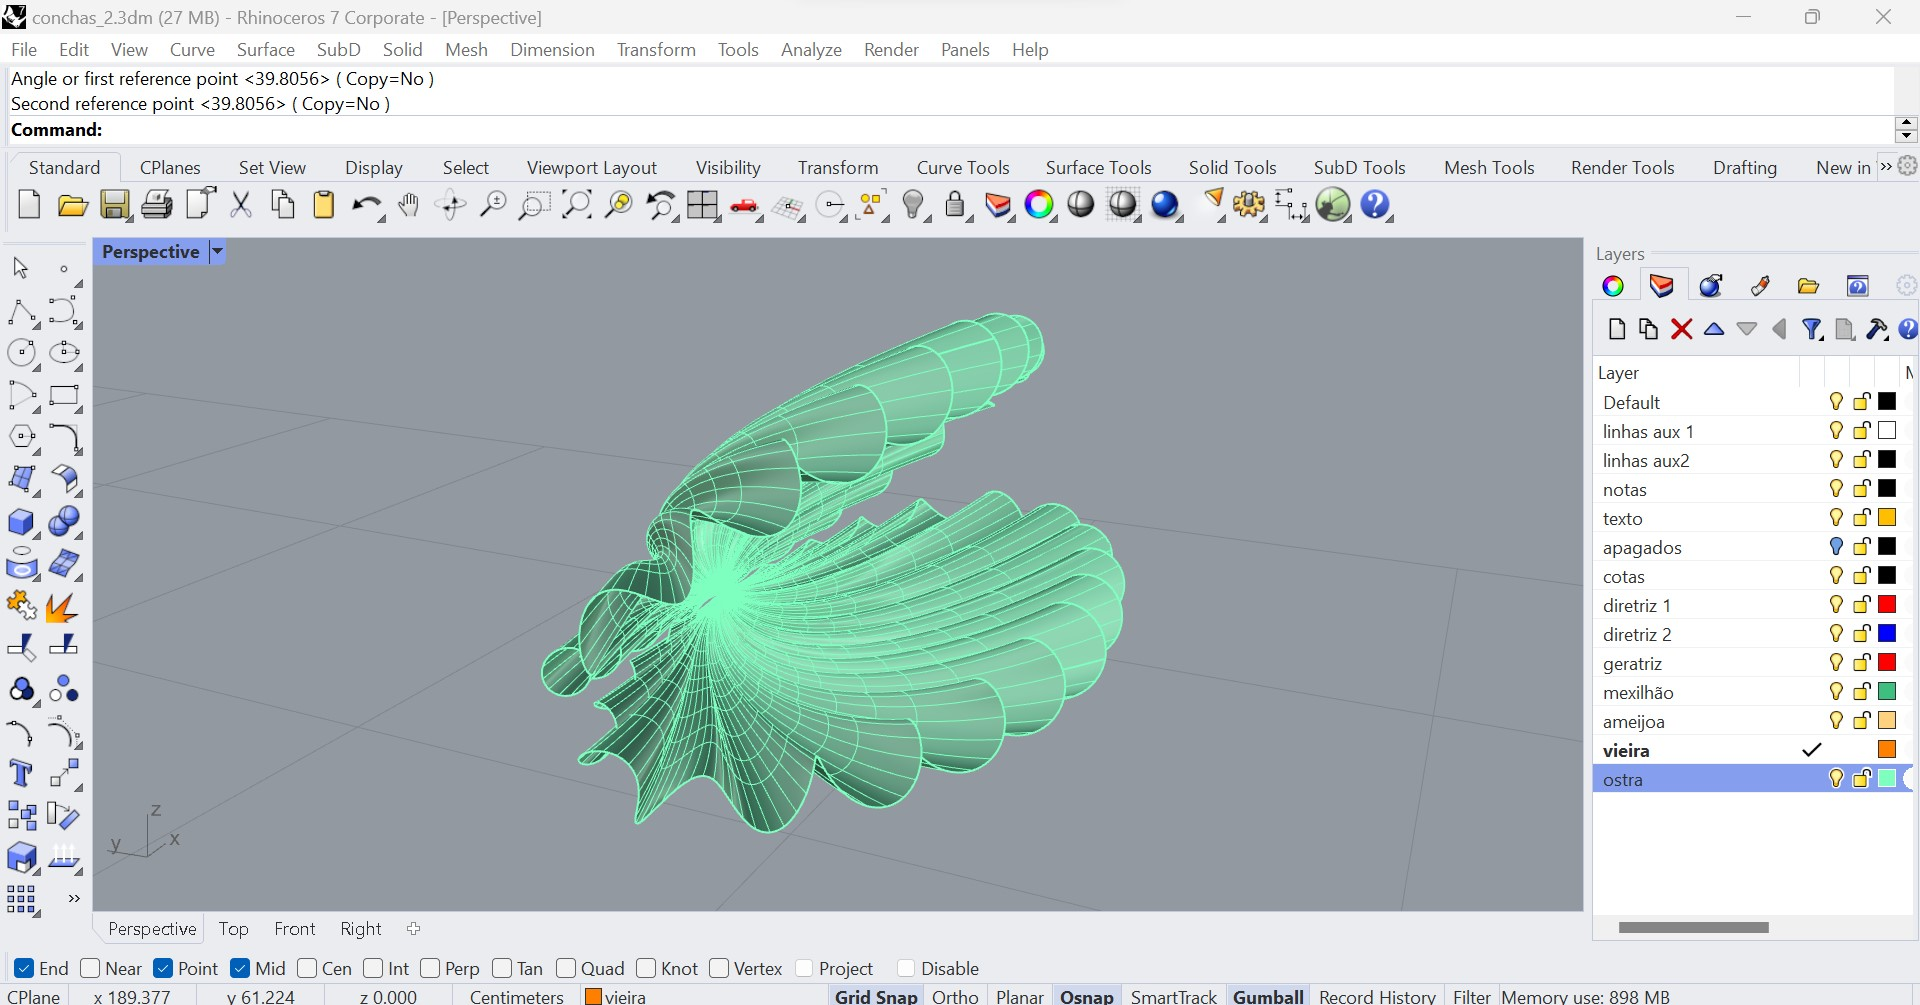 conchas_2.3dm (27 MB) - Rhinoceros 7 Corporate - [Perspective]
File Edit View Curve Surface SubD Solid Mesh Dimension Transform Tools Analyze Render Panels Help
Angle or first reference point <39.8056> ( Copy=No )
Second reference point <39.8056> ( Copy=No )
Command:
Standard CPlanes Set View Display Select Viewport Layout Visibility Transform Curve Tools Surface Tools Solid Tools SubD Tools Mesh Tools Render Tools Drafting New in »
Perspective
Layers
Layer
Default
linhas aux 1
linhas aux2
notas
texto
apagados
cotas
diretriz 1
diretriz 2
geratriz
mexilhão
ameijoa
vieira
ostra
z
y x
»
Perspective Top Front Right
End Near Point Mid Cen Int Perp Tan Quad Knot Vertex Project Disable
CPlane x 189.377 y 61.224 z 0.000 Centimeters vieira Grid Snap Ortho Planar Osnap SmartTrack Gumball Record History Filter Memory use: 898 MB